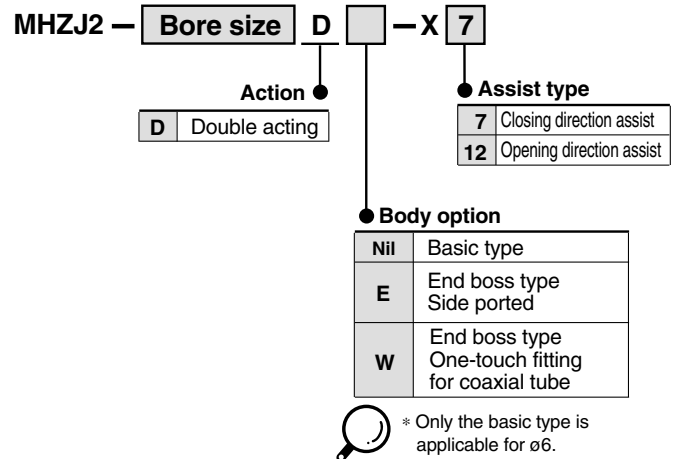 MHZJ2 — Bore size D — X 7
Action
D Double acting
Assist type
7 Closing direction assist
12 Opening direction assist
Body option
Nil Basic type
E End boss type
Side ported
W End boss type
One-touch fitting
for coaxial tube
* Only the basic type is
applicable for ø6.